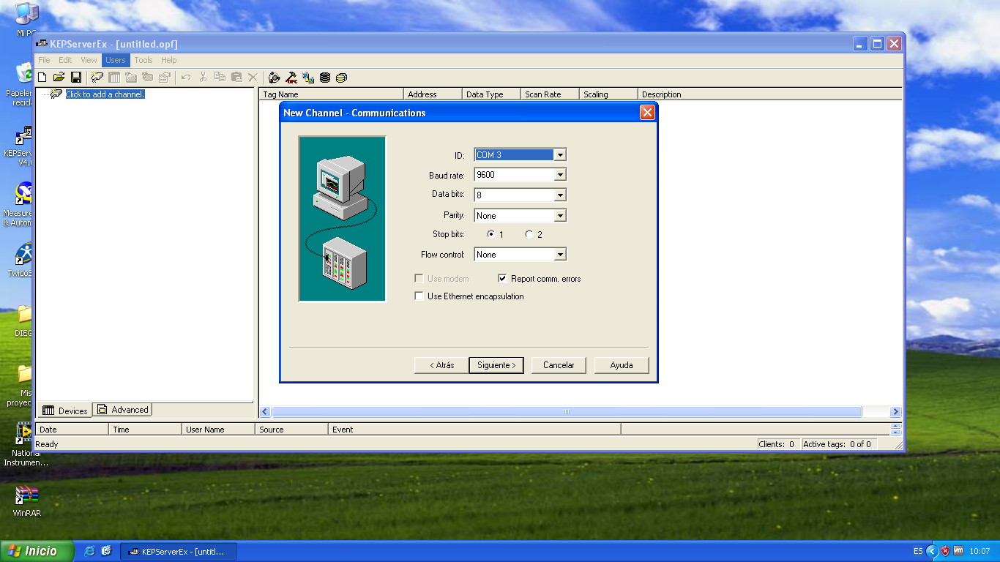 Mi PC
KEPServerEx - [untitled.opf]
File Edit View Users Tools Help
Click to add a channel.
Tag Name Address Data Type Scan Rate Scaling Description
New Channel - Communications
ID: COM 3
Baud rate: 9600
Data bits: 8
Parity: None
Stop bits: 1 2
Flow control: None
Use modem Report comm. errors
Use Ethernet encapsulation
< Atrás Siguiente > Cancelar Ayuda
Devices Advanced
Date Time User Name Source Event
Ready Clients: 0 Active tags: 0 of 0
Papeler
recicl
KEPServ
V4.
Measure
& Autom
TwidoS
DIEG
Mis
proyec
National
Instrumen...
WinRAR
Inicio KEPServerEx - [untitl... ES 10:07